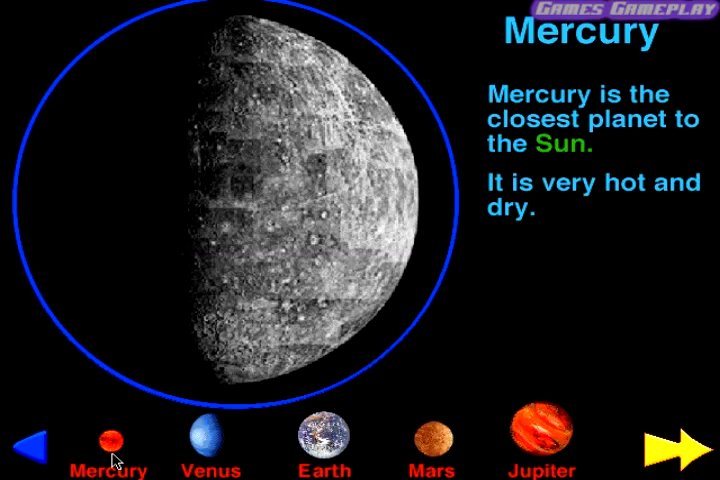 Games Gameplay
Mercury
Mercury is the
closest planet to
the Sun.
It is very hot and
dry.
Mercury Venus Earth Mars Jupiter